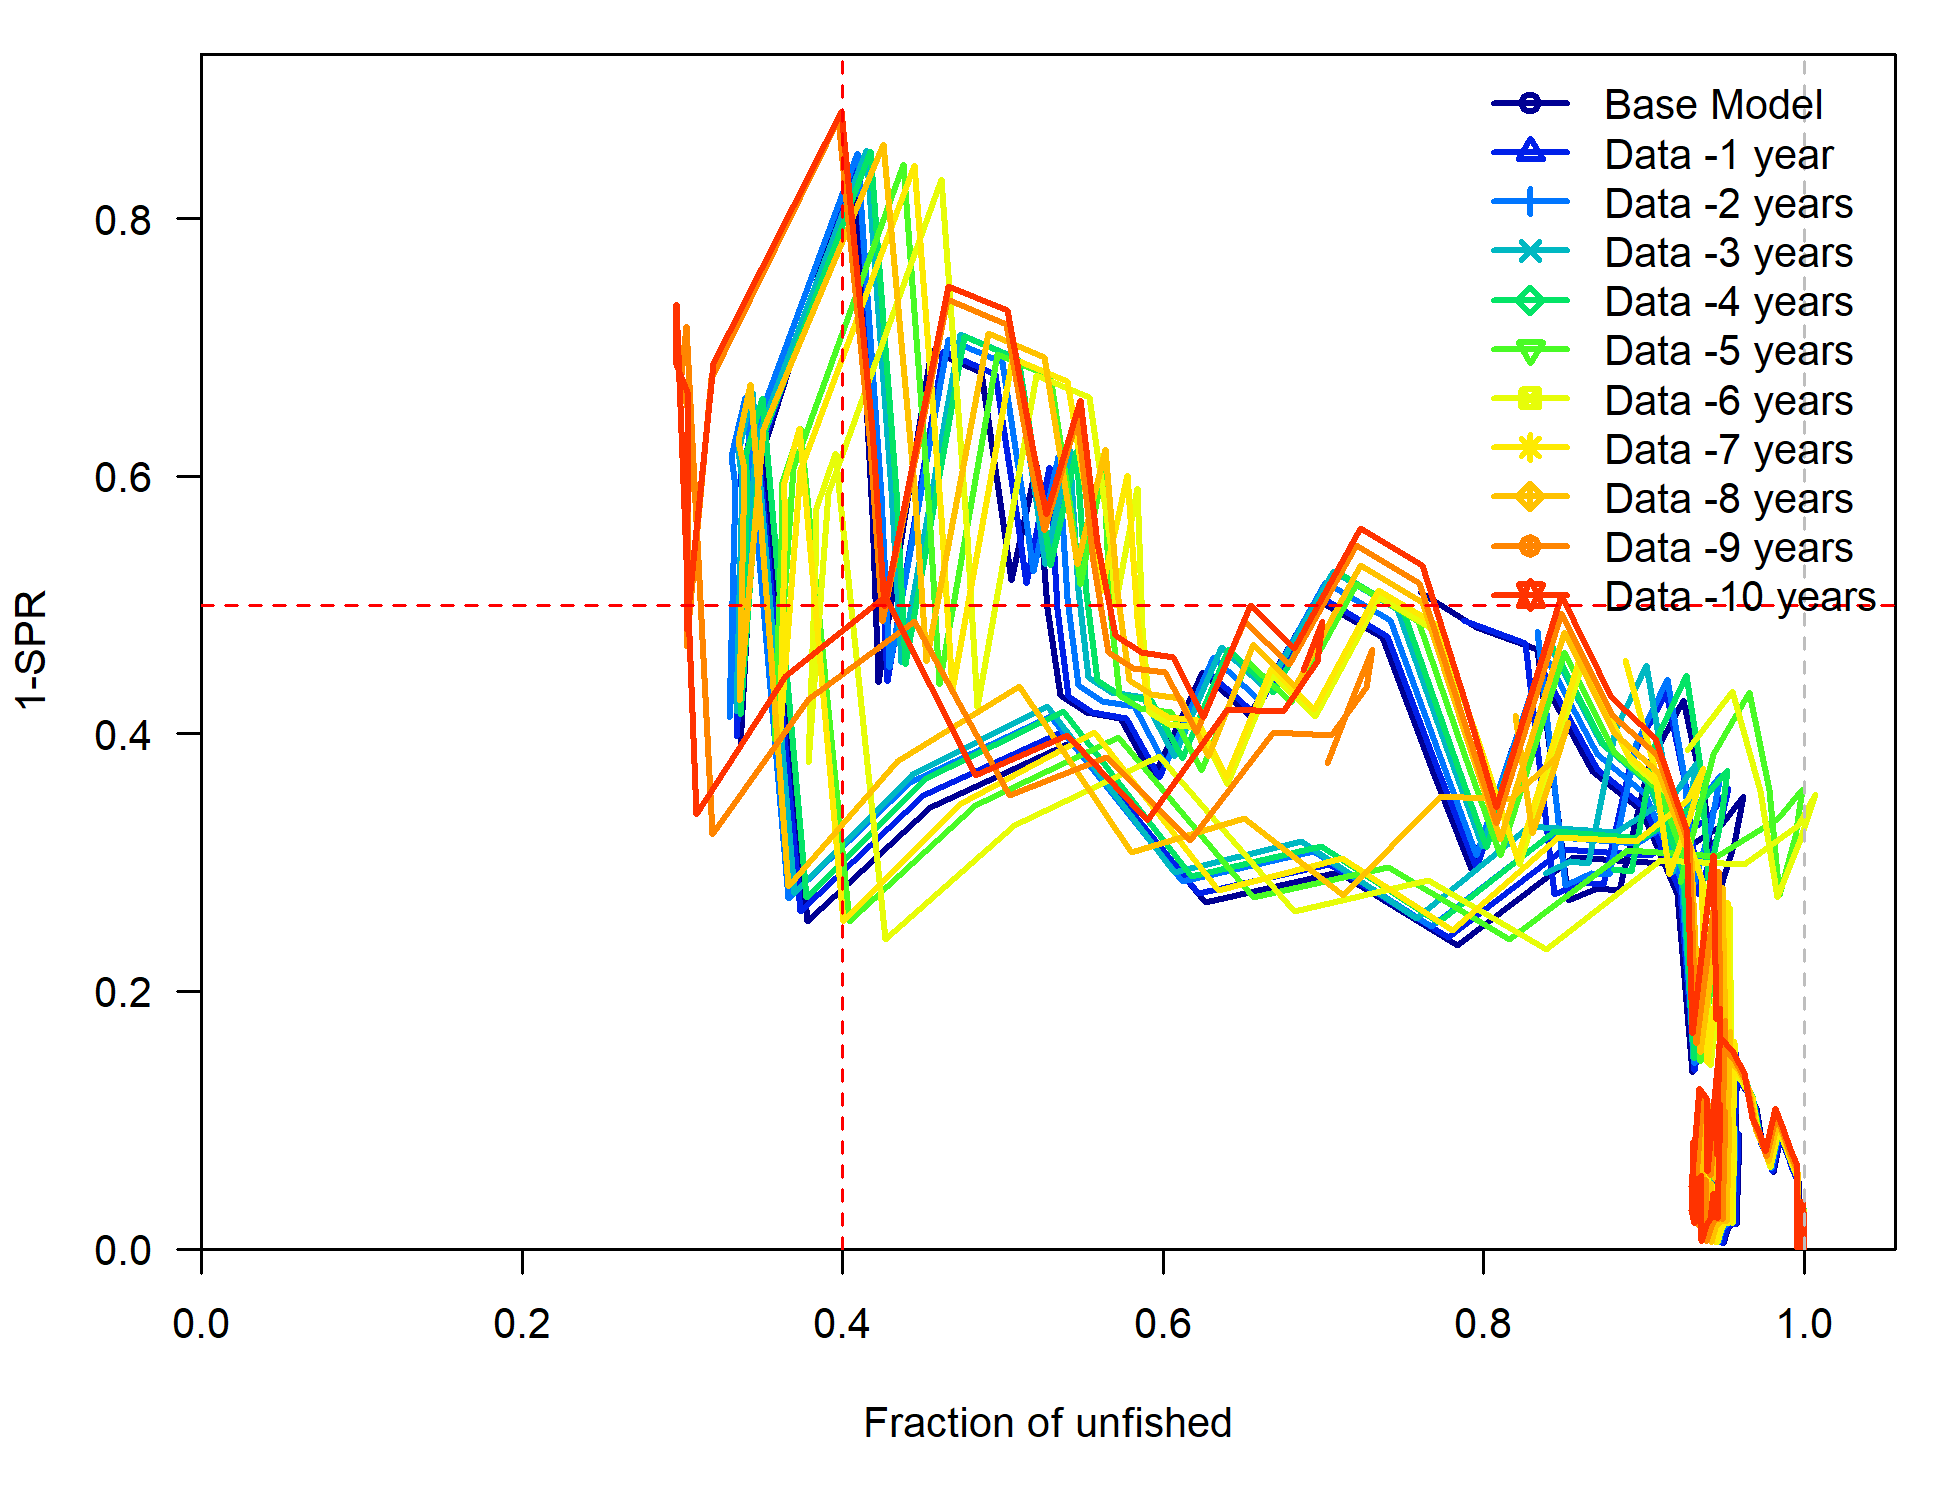 Base Model
Data -1 year
Data -2 years
Data -3 years
Data -4 years
Data -5 years
Data -6 years
Data -7 years
Data -8 years
Data -9 years
Data -10 years
0.8
0.6
0.4
0.2
0.0
1-SPR
0.0 0.2 0.4 0.6 0.8 1.0
Fraction of unfished